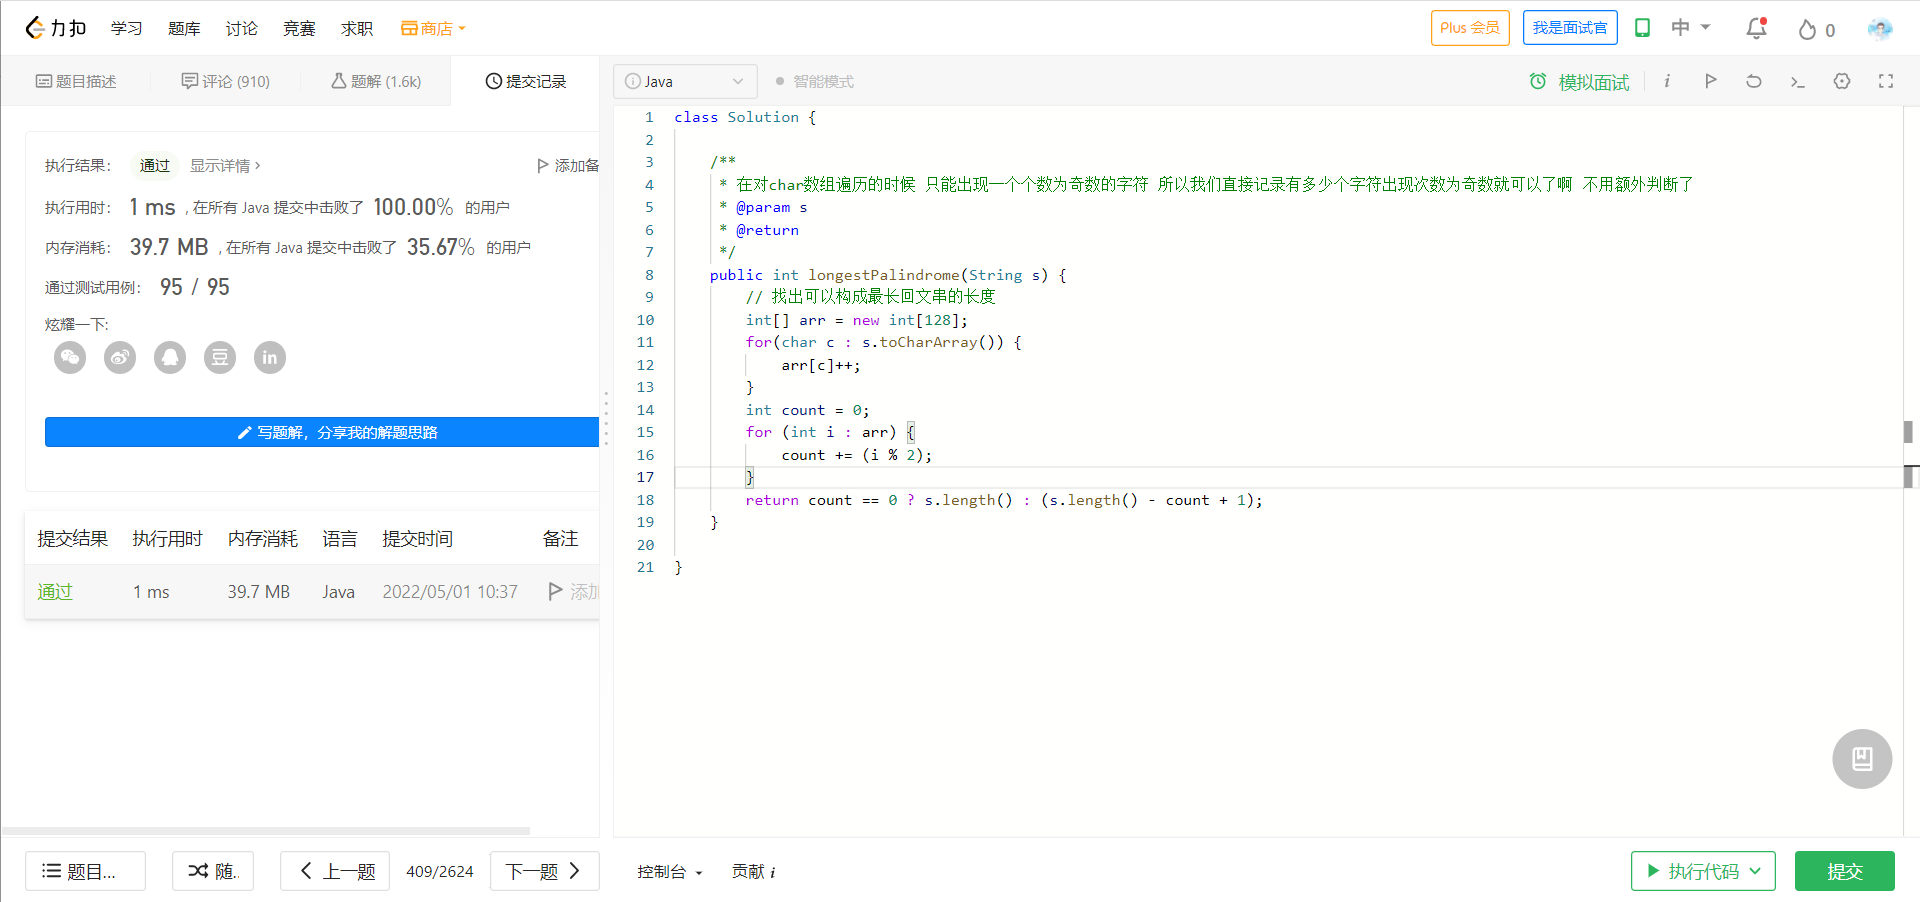 力扣 学习 题库 讨论 竞赛 求职 商店 Plus 会员 我是面试官 中 0
题目描述 评论 (910) 题解 (1.6k) 提交记录
执行结果： 通过 显示详情 › 添加备
执行用时： 1 ms , 在所有 Java 提交中击败了 100.00% 的用户
内存消耗： 39.7 MB , 在所有 Java 提交中击败了 35.67% 的用户
通过测试用例： 95 / 95
炫耀一下:
豆 in
写题解，分享我的解题思路
提交结果 执行用时 内存消耗 语言 提交时间 备注
通过 1 ms 39.7 MB Java 2022/05/01 10:37 添加
题目... 随.. 上一题 409/2624 下一题
i Java 智能模式 模拟面试 i
1 class Solution {
2
3 /**
4 * 在对char数组遍历的时候 只能出现一个个数为奇数的字符 所以我们直接记录有多少个字符出现次数为奇数就可以了啊 不用额外判断了
5 * @param s
6 * @return
7 */
8 public int longestPalindrome(String s) {
9 // 找出可以构成最长回文串的长度
10 int[] arr = new int[128];
11 for(char c : s.toCharArray()) {
12 arr[c]++;
13 }
14 int count = 0;
15 for (int i : arr) {
16 count += (i % 2);
17 }
18 return count == 0 ? s.length() : (s.length() - count + 1);
19 }
20
21 }
控制台 贡献 i 执行代码 提交